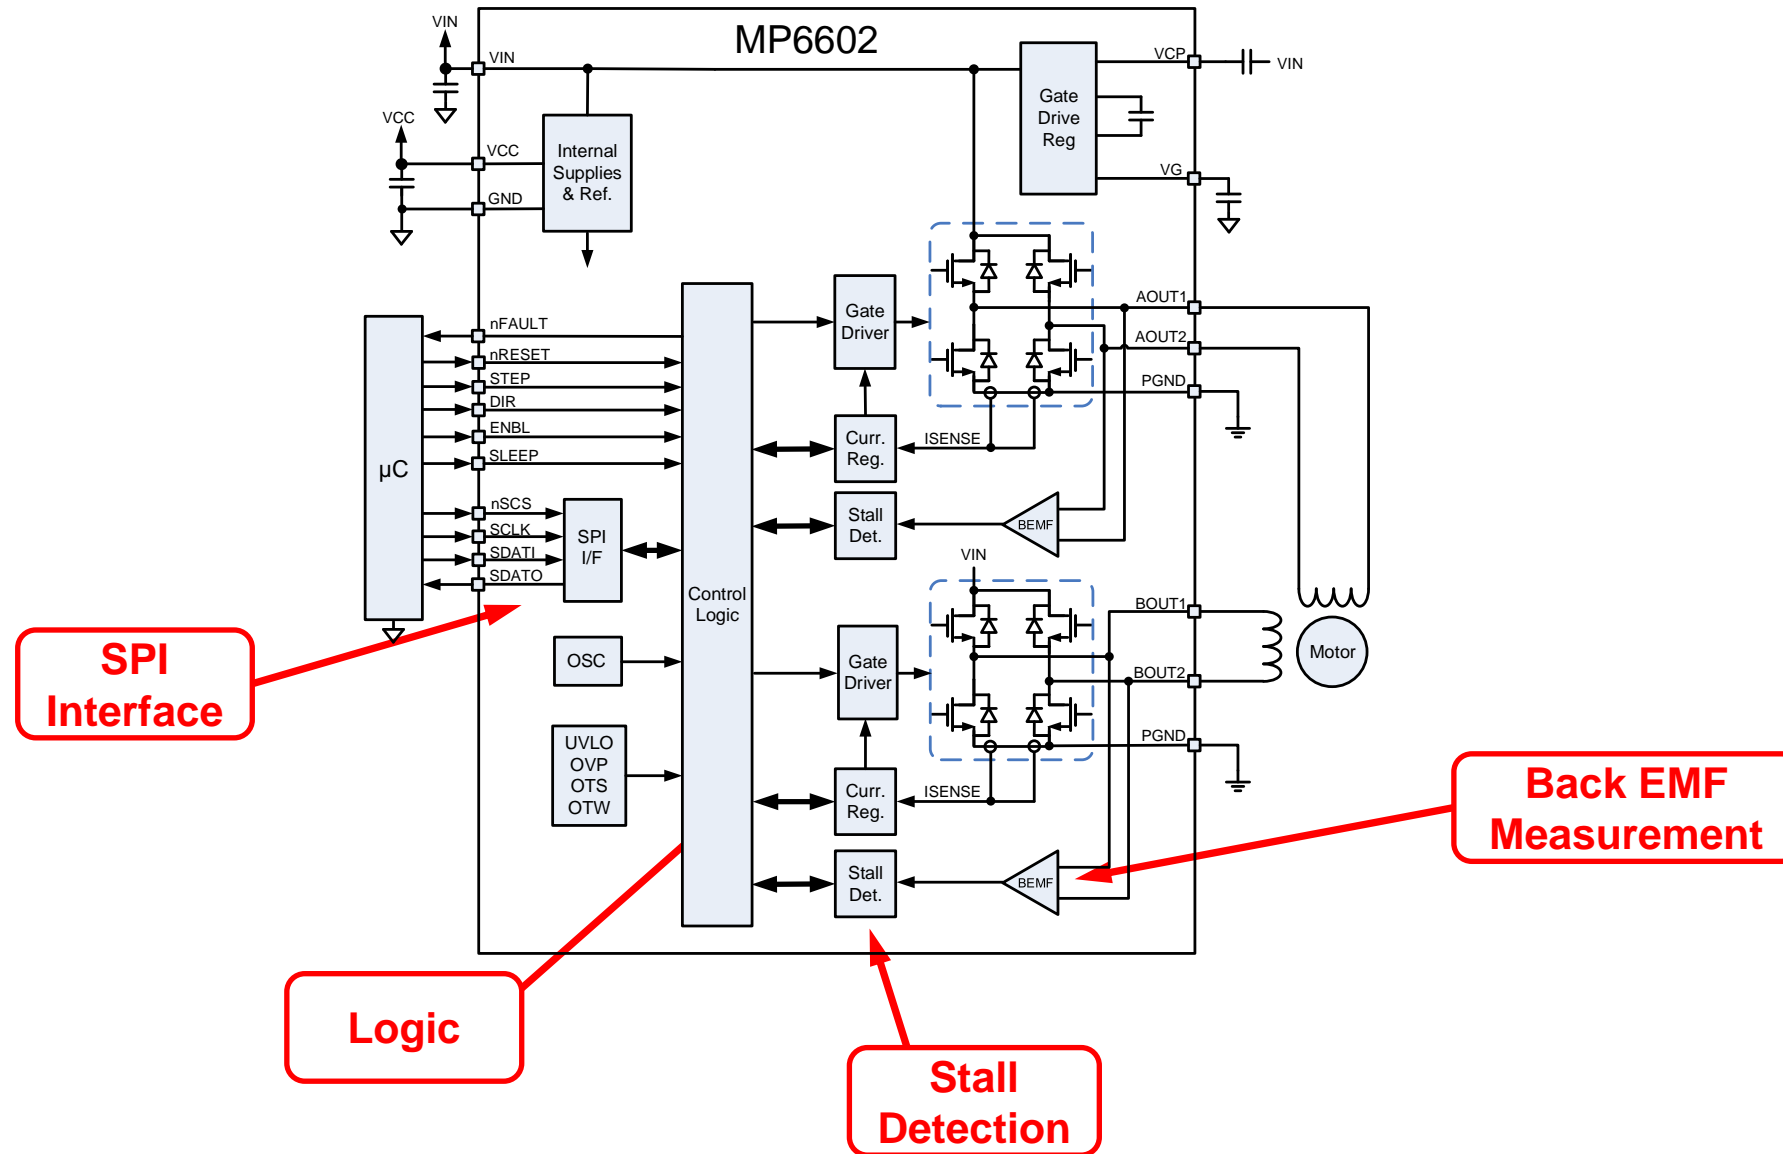 MP6602
VIN
VIN
VCP
VIN
Gate
Drive
Reg
VCC
VCC
Internal
Supplies
& Ref.
GND
VG
nFAULT
nRESET
STEP
DIR
ENBL
SLEEP
µC
nSCS
SCLK
SDATI
SDATO
SPI
I/F
Control
Logic
OSC
UVLO
OVP
OTS
OTW
Gate
Driver
Curr.
Reg.
ISENSE
Stall
Det.
BEMF
AOUT1
AOUT2
PGND
VIN
Gate
Driver
Curr.
Reg.
ISENSE
Stall
Det.
BEMF
BOUT1
BOUT2
PGND
Motor
SPI
Interface
Back EMF
Measurement
Logic
Stall
Detection